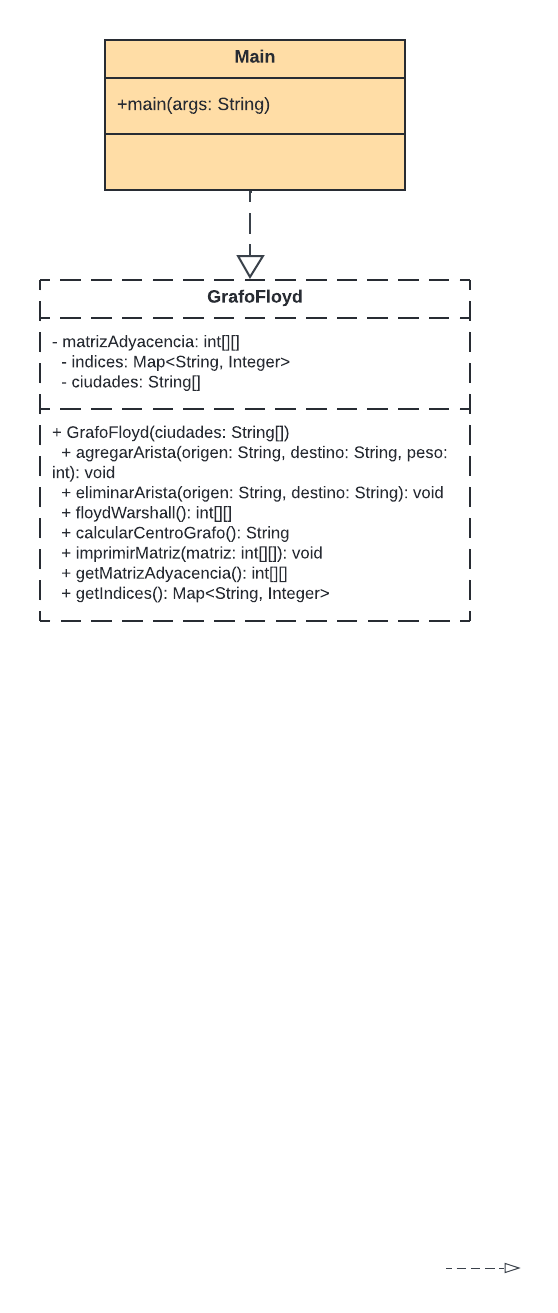 Main
+main(args: String)
GrafoFloyd
- matrizAdyacencia: int[][]
- indices: Map<String, Integer>
- ciudades: String[]
+ GrafoFloyd(ciudades: String[])
+ agregarArista(origen: String, destino: String, peso:
int): void
+ eliminarArista(origen: String, destino: String): void
+ floydWarshall(): int[][]
+ calcularCentroGrafo(): String
+ imprimirMatriz(matriz: int[][]): void
+ getMatrizAdyacencia(): int[][]
+ getIndices(): Map<String, Integer>